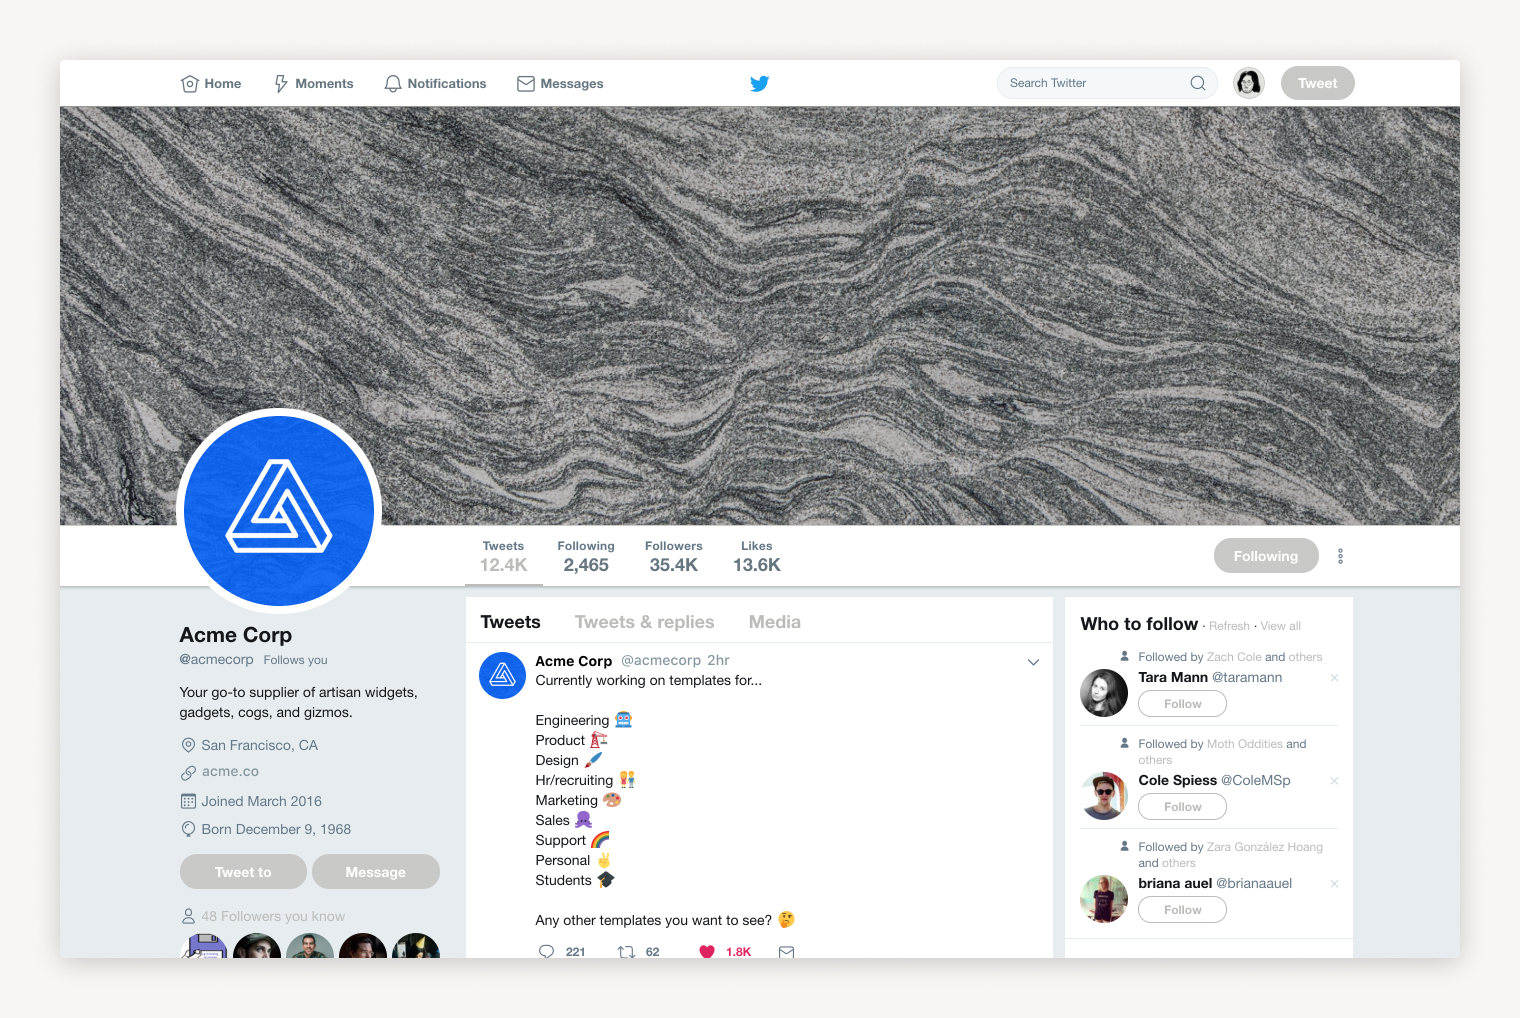 Home Moments Notifications Messages Search Twitter Tweet
Tweets Following Followers Likes
12.4K 2,465 35.4K 13.6K
Following
Acme Corp
@acmecorp Follows you
Your go-to supplier of artisan widgets,
gadgets, cogs, and gizmos.
San Francisco, CA
acme.co
Joined March 2016
Born December 9, 1968
Tweet to Message
48 Followers you know
Tweets Tweets & replies Media
Acme Corp @acmecorp 2hr
Currently working on templates for...
Engineering 🤖
Product 🏗
Design 🖌
Hr/recruiting 👭
Marketing 🎨
Sales 🐙
Support 🌈
Personal ✌
Students 🎓
Any other templates you want to see? 🤔
221 62 1.8K
Who to follow · Refresh · View all
Followed by Zach Cole and others
Tara Mann @taramann
Follow
Followed by Moth Oddities and
others
Cole Spiess @ColeMSp
Follow
Followed by Zara González Hoang
and others
briana auel @brianaauel
Follow